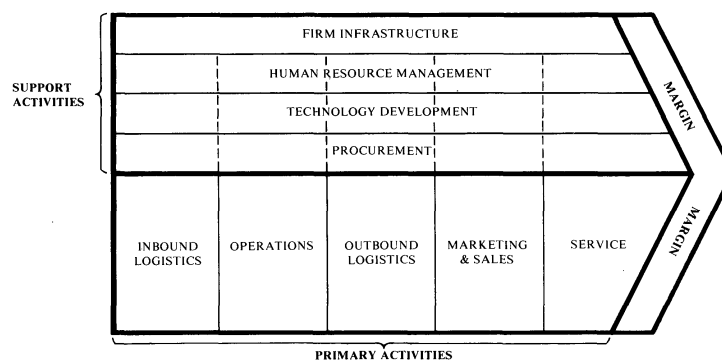 FIRM INFRASTRUCTURE
HUMAN RESOURCE MANAGEMENT
SUPPORT
ACTIVITIES
TECHNOLOGY DEVELOPMENT
PROCUREMENT
MARGIN
MARGIN
INBOUND
LOGISTICS
OPERATIONS
OUTBOUND
LOGISTICS
MARKETING
& SALES
SERVICE
PRIMARY ACTIVITIES